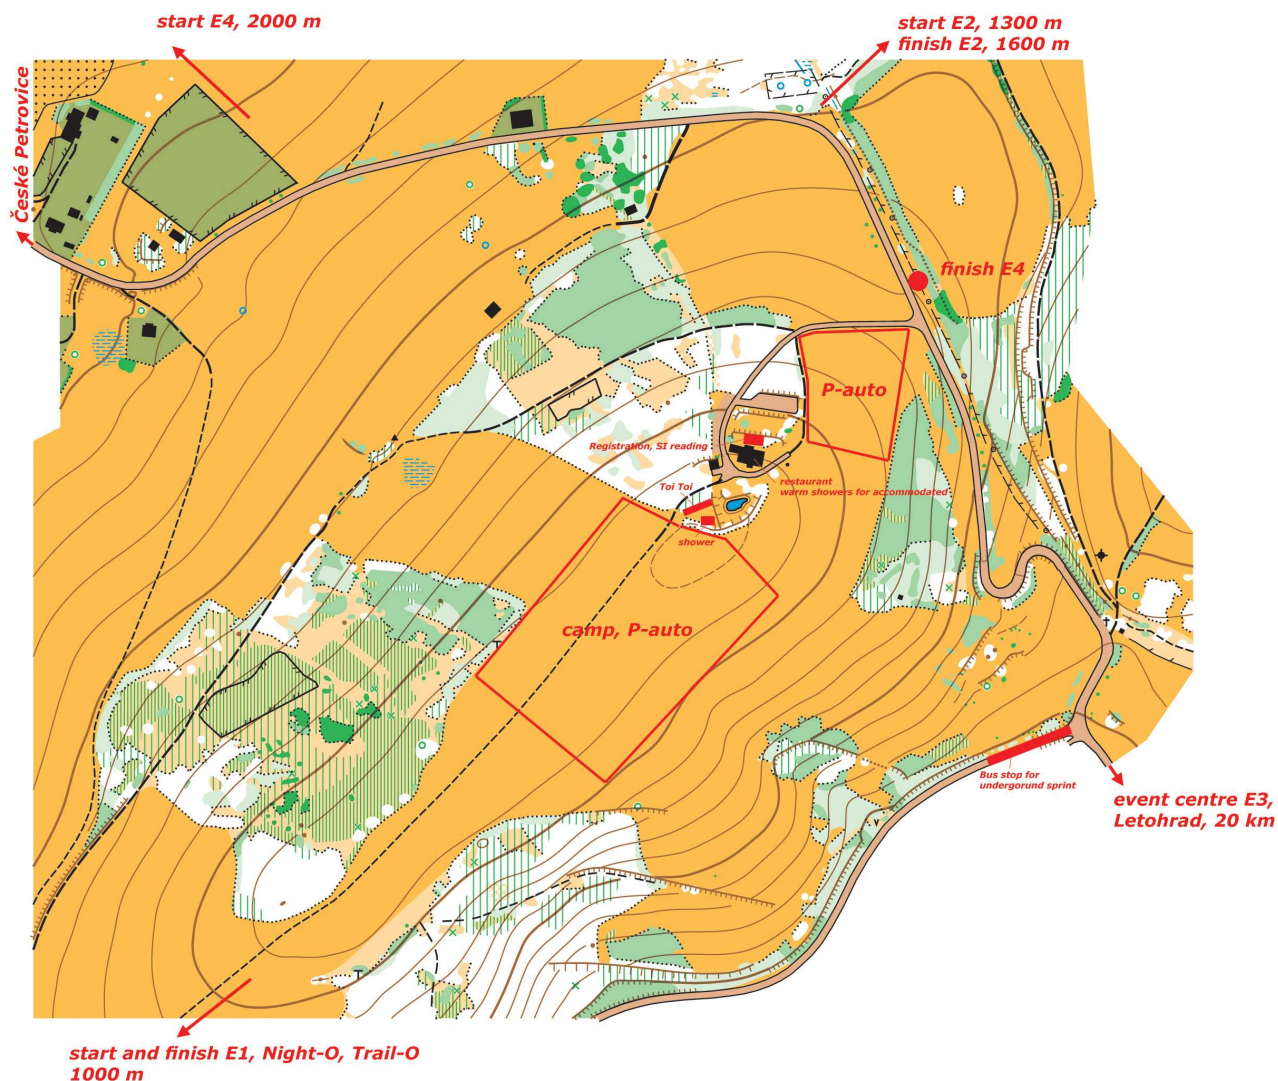 start E4, 2000 m
start E2, 1300 m
finish E2, 1600 m
České Petrovice
finish E4
P-auto
Registration, SI reading
restaurant
warm showers for accommodated
Toi Toi
shower
camp, P-auto
Bus stop for
undergorund sprint
event centre E3,
Letohrad, 20 km
start and finish E1, Night-O, Trail-O
1000 m